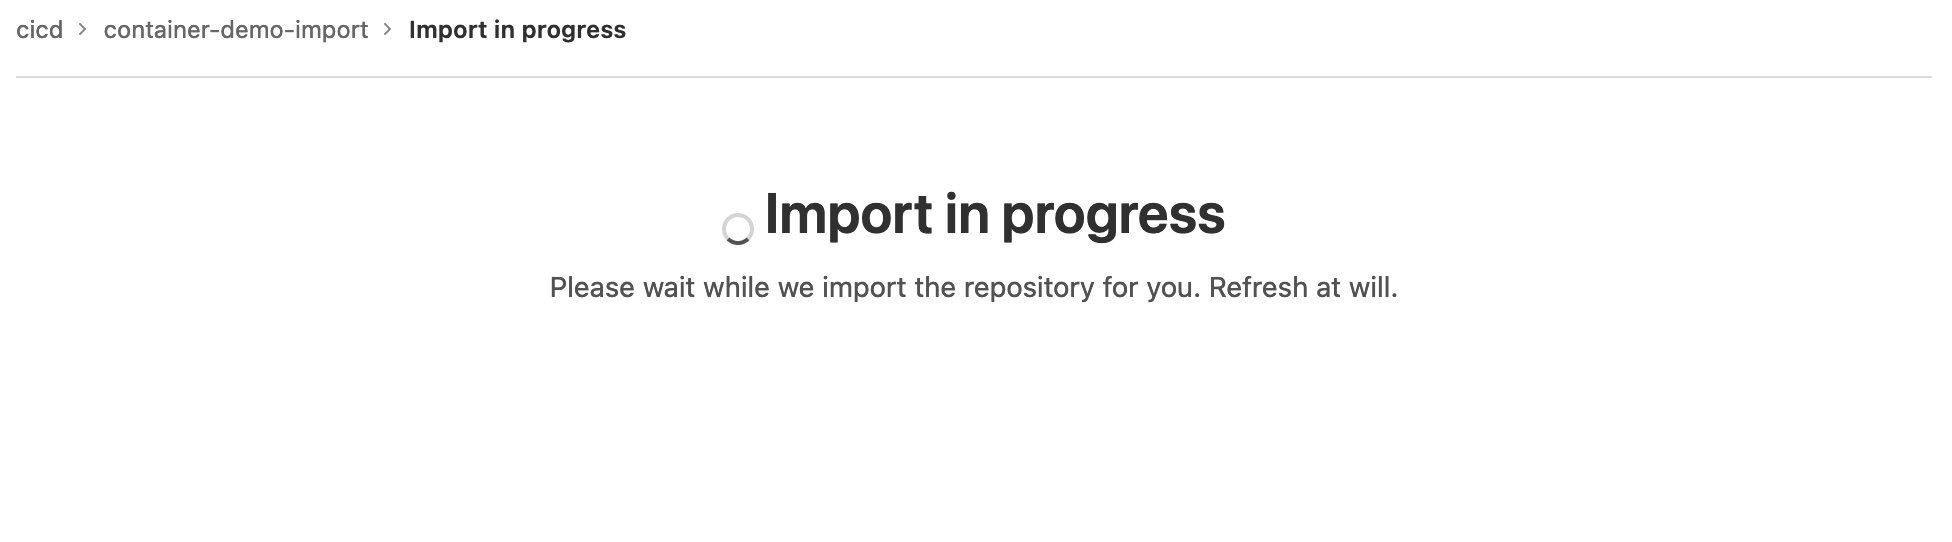 cicd > container-demo-import > Import in progress
Import in progress
Please wait while we import the repository for you. Refresh at will.